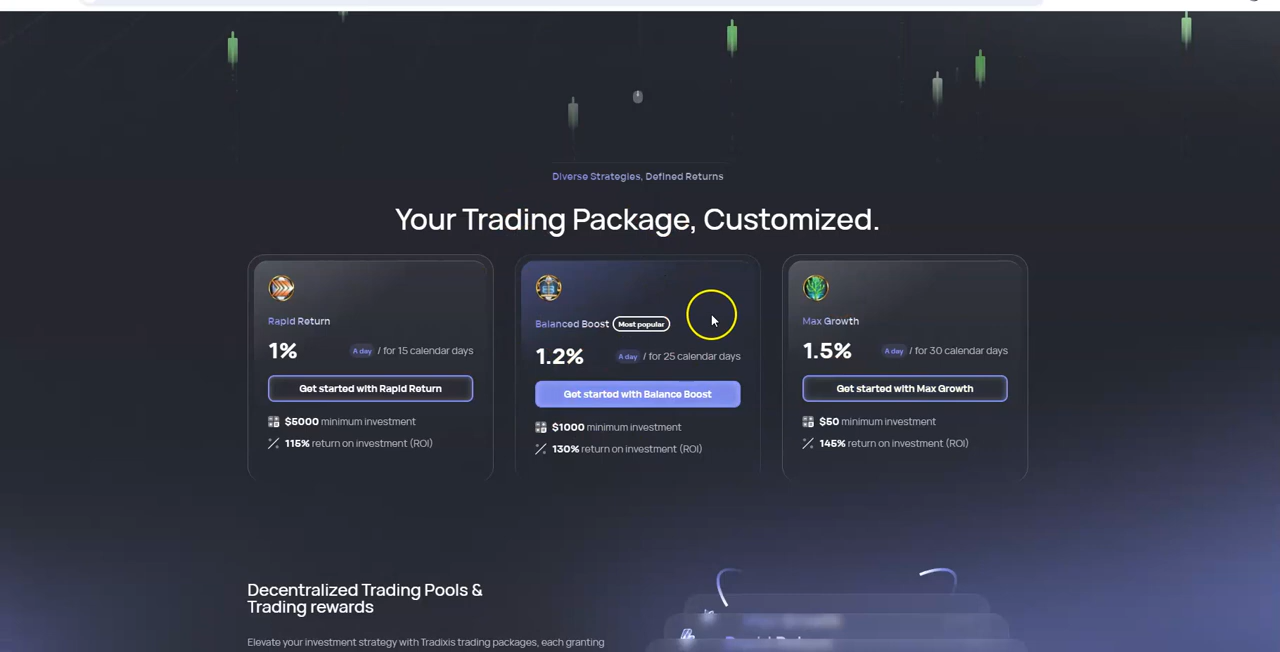 Diverse Strategies, Defined Returns
Your Trading Package, Customized.
Rapid Return
1% A day / for 15 calendar days
Get started with Rapid Return
$5000 minimum investment
115% return on investment (ROI)
Balanced Boost Most popular
1.2% A day / for 25 calendar days
Get started with Balance Boost
$1000 minimum investment
130% return on investment (ROI)
Max Growth
1.5% A day / for 30 calendar days
Get started with Max Growth
$50 minimum investment
145% return on investment (ROI)
Decentralized Trading Pools &
Trading rewards
Elevate your investment strategy with Tradixis trading packages, each granting